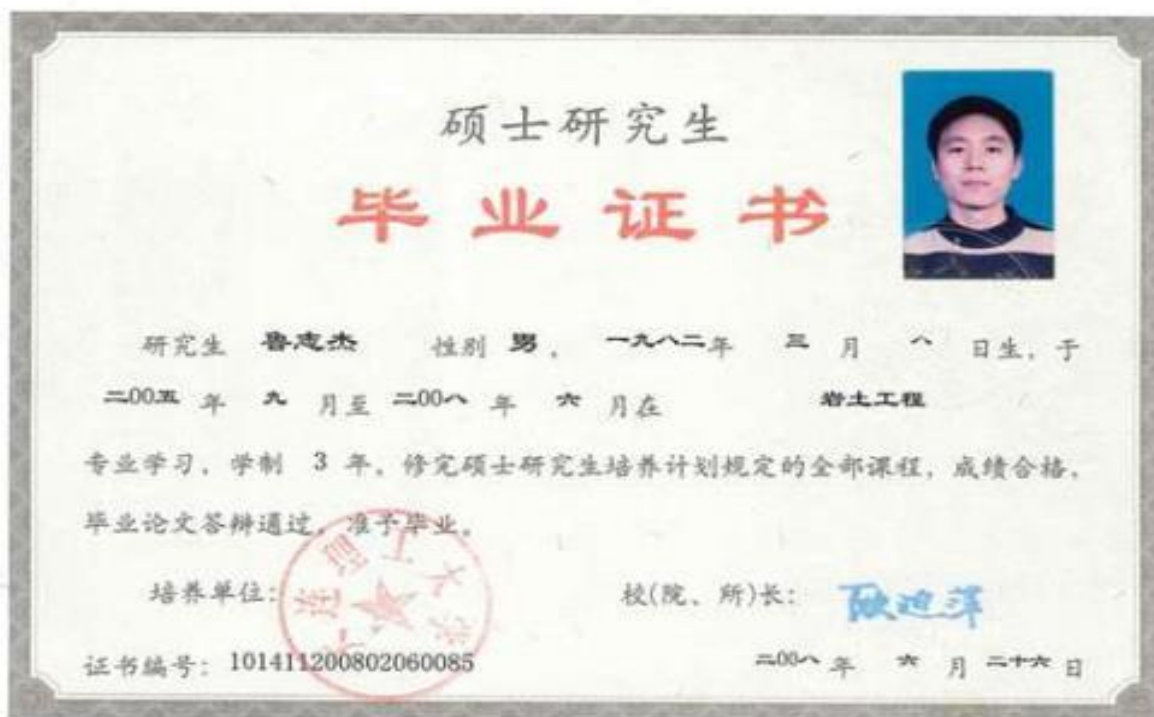 硕士研究生
毕业证书
研究生 鲁志杰 性别 男, 一九八二年 三 月 八 日生, 于
二00五 年 九 月至 二00八 年 六 月在 岩土工程
专业学习, 学制 3 年, 修完硕士研究生培养计划规定的全部课程, 成绩合格,
毕业论文答辩通过, 准予毕业。
大连理工大学
培养单位: 校(院、所)长:
证书编号: 101411200802060085 二00八 年 六 月 二十六 日